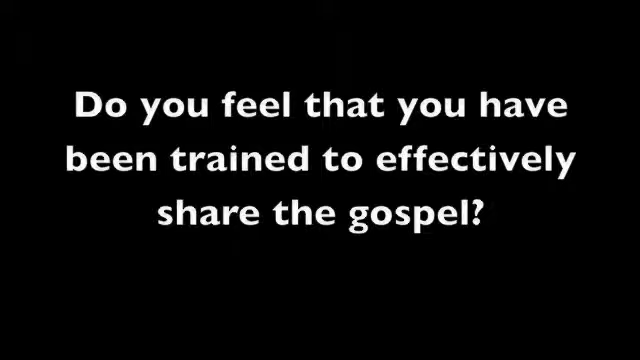 Do you feel that you have
been trained to effectively
share the gospel?